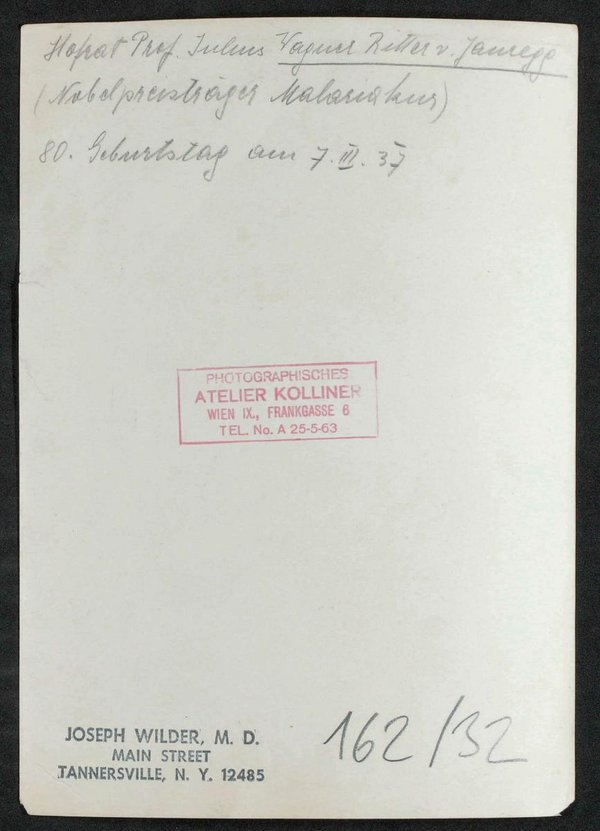 Hofrat Prof. Julius Wagner Ritter v. Jauregg
(Nobelpreisträger Malariakur)
80. Geburtstag am 7. III. 37
PHOTOGRAPHISCHES
ATELIER KOLLINER
WIEN IX., FRANKGASSE 6
TEL. No. A 25-5-63
JOSEPH WILDER, M. D.
MAIN STREET
TANNERSVILLE, N. Y. 12485
162/32